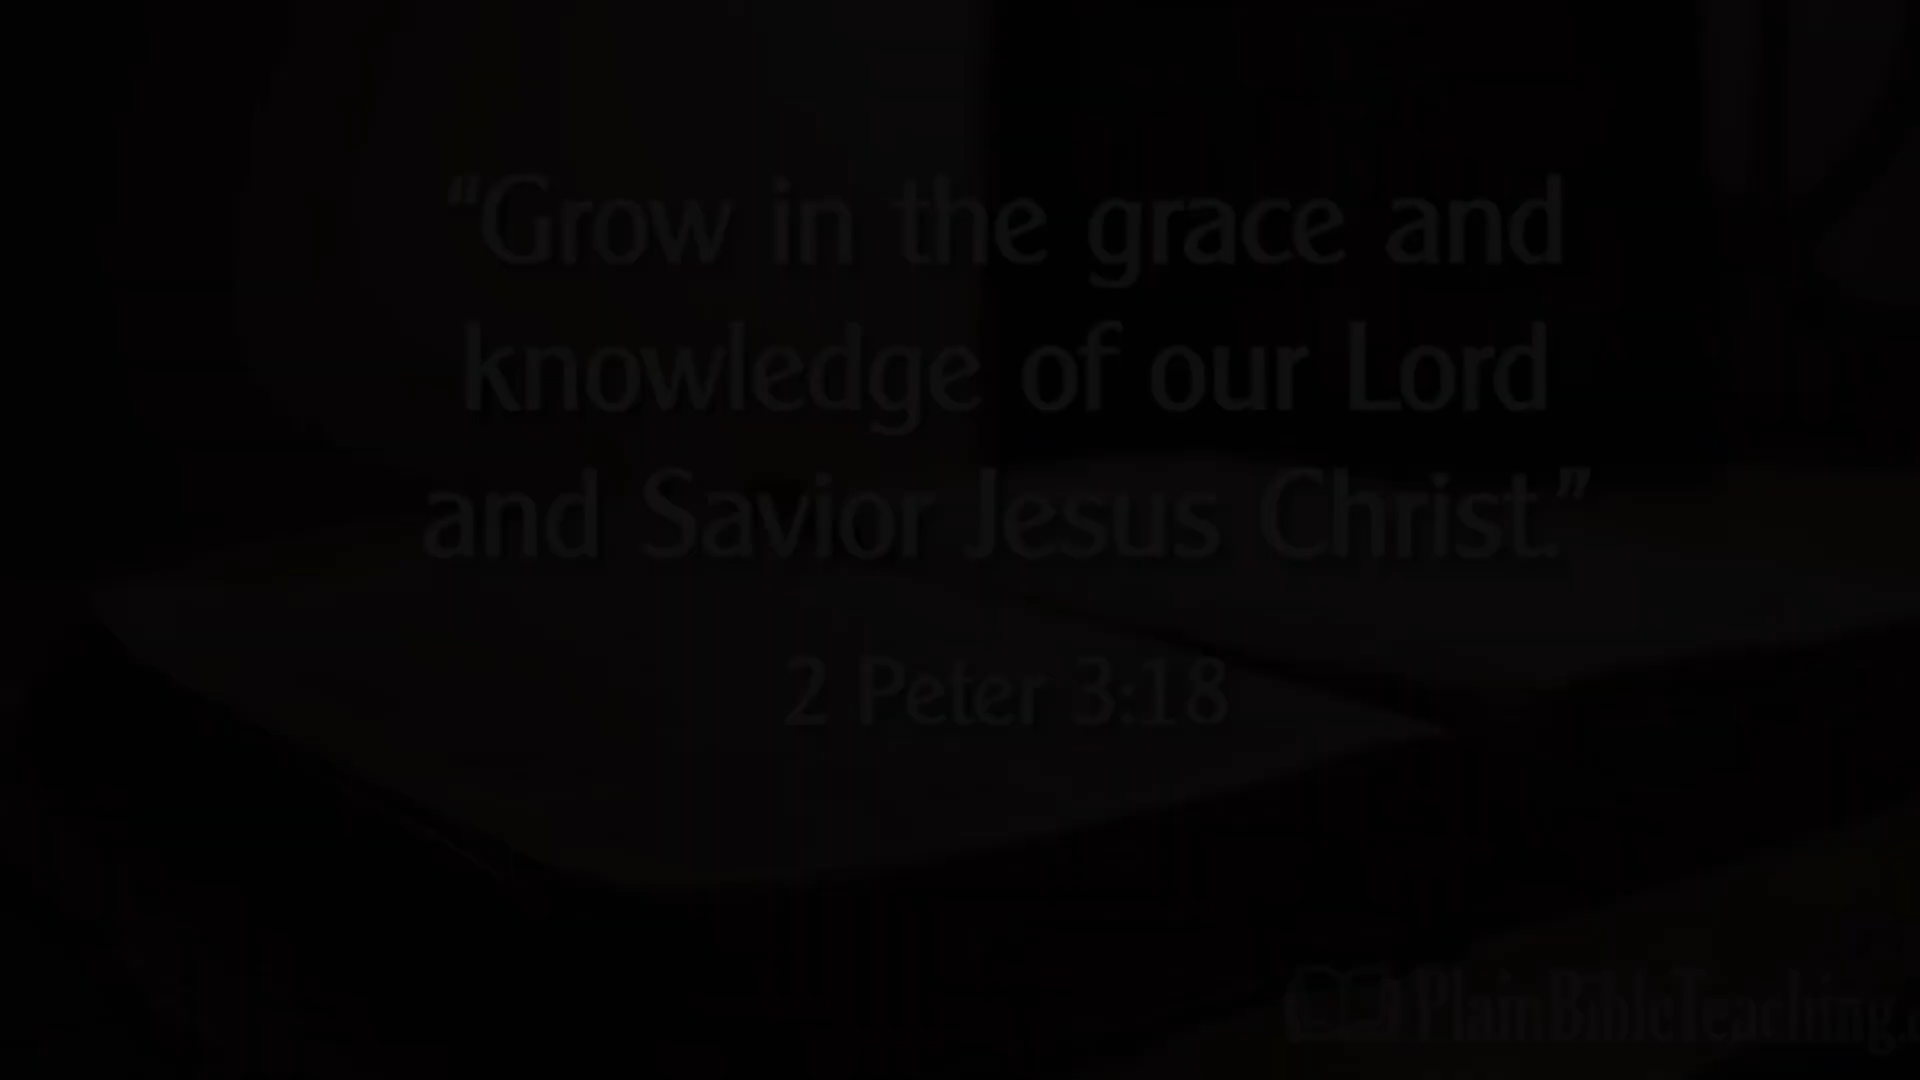 “Grow in the grace and
knowledge of our Lord
and Savior Jesus Christ.”
2 Peter 3:18
PlainBibleTeaching.